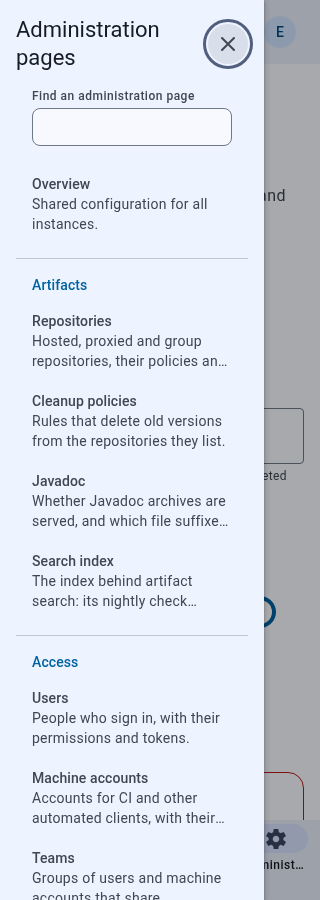 Administration
pages
E
Find an administration page
Overview
Shared configuration for all
instances.
and
Artifacts
Repositories
Hosted, proxied and group
repositories, their policies an…
Cleanup policies
Rules that delete old versions
from the repositories they list.
Javadoc
Whether Javadoc archives are
served, and which file suffixe…
Search index
The index behind artifact
search: its nightly check…
Access
Users
People who sign in, with their
permissions and tokens.
Machine accounts
Accounts for CI and other
automated clients, with their…
Teams
Groups of users and machine
accounts that share